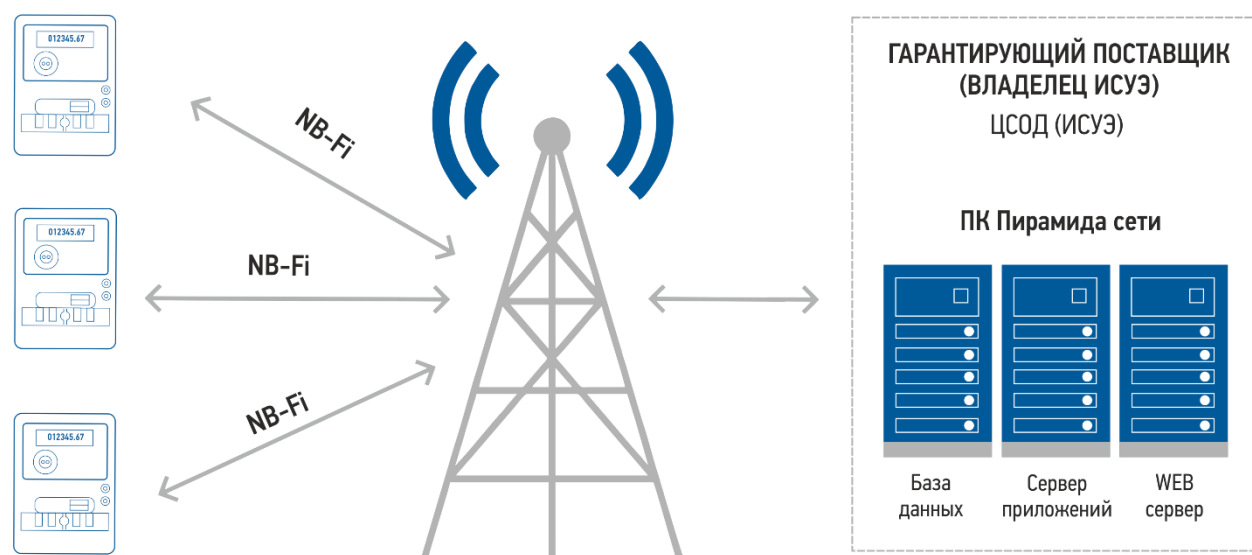 012345.67
NB-Fi
012345.67
NB-Fi
012345.67
NB-Fi
ГАРАНТИРУЮЩИЙ ПОСТАВЩИК
(ВЛАДЕЛЕЦ ИСУЭ)
ЦСОД (ИСУЭ)
ПК Пирамида сети
База
данных
Сервер
приложений
WEB
сервер